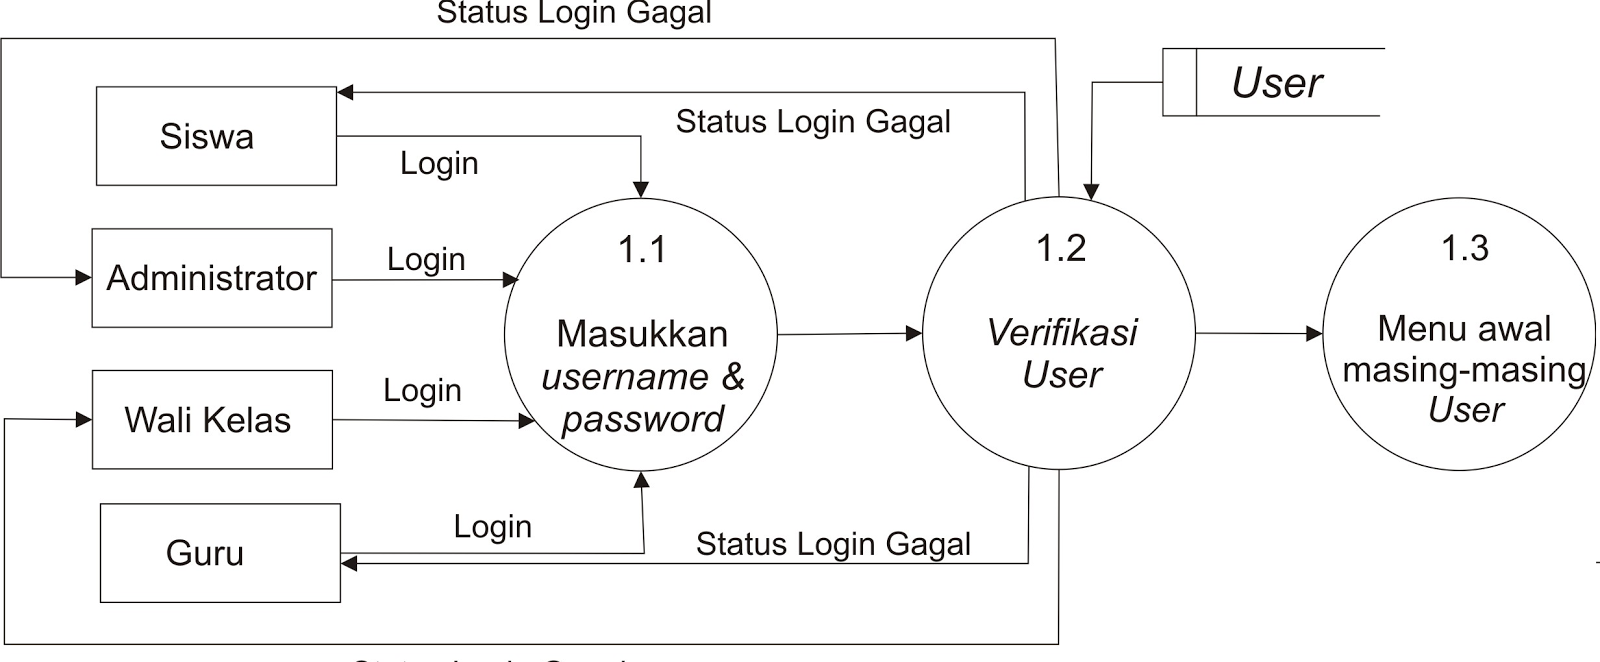 Status Login Gagal
User
Siswa
Status Login Gagal
Login
Administrator
Login
1.1
Masukkan
username &
password
1.2
Verifikasi
User
1.3
Menu awal
masing-masing
User
Wali Kelas
Login
Guru
Login
Status Login Gagal